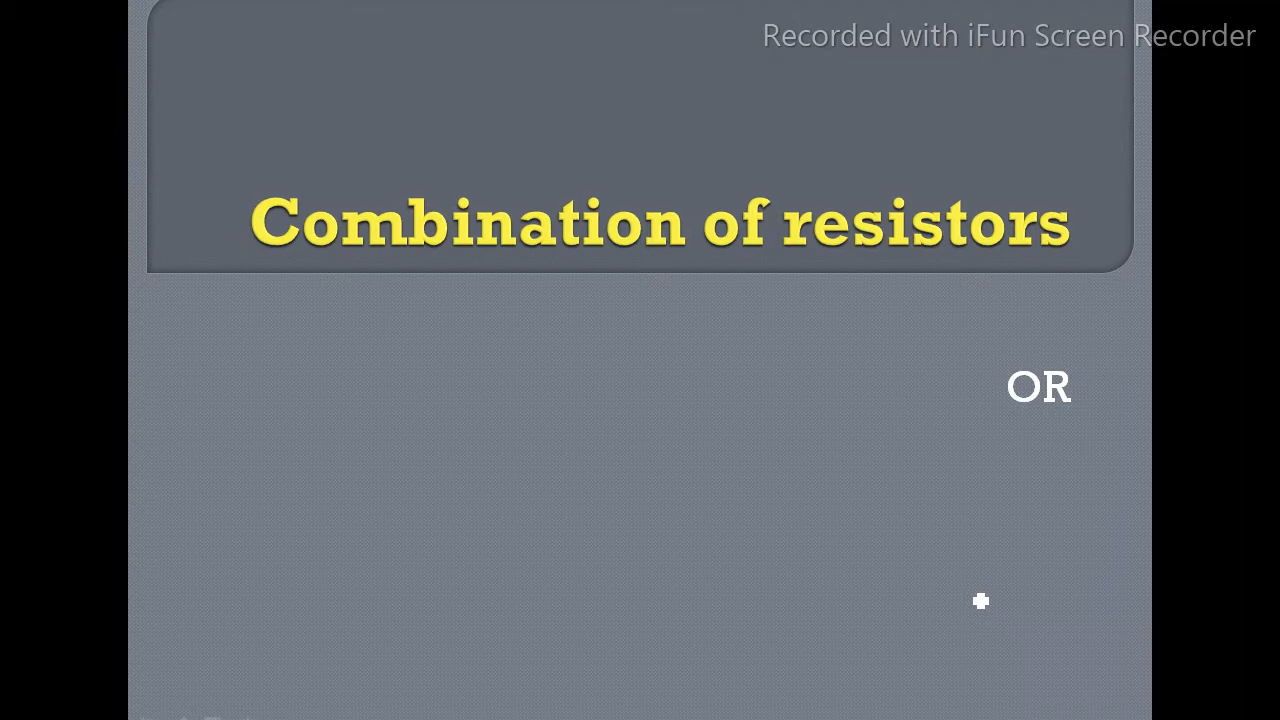 Recorded with iFun Screen Recorder
Combination of resistors
OR